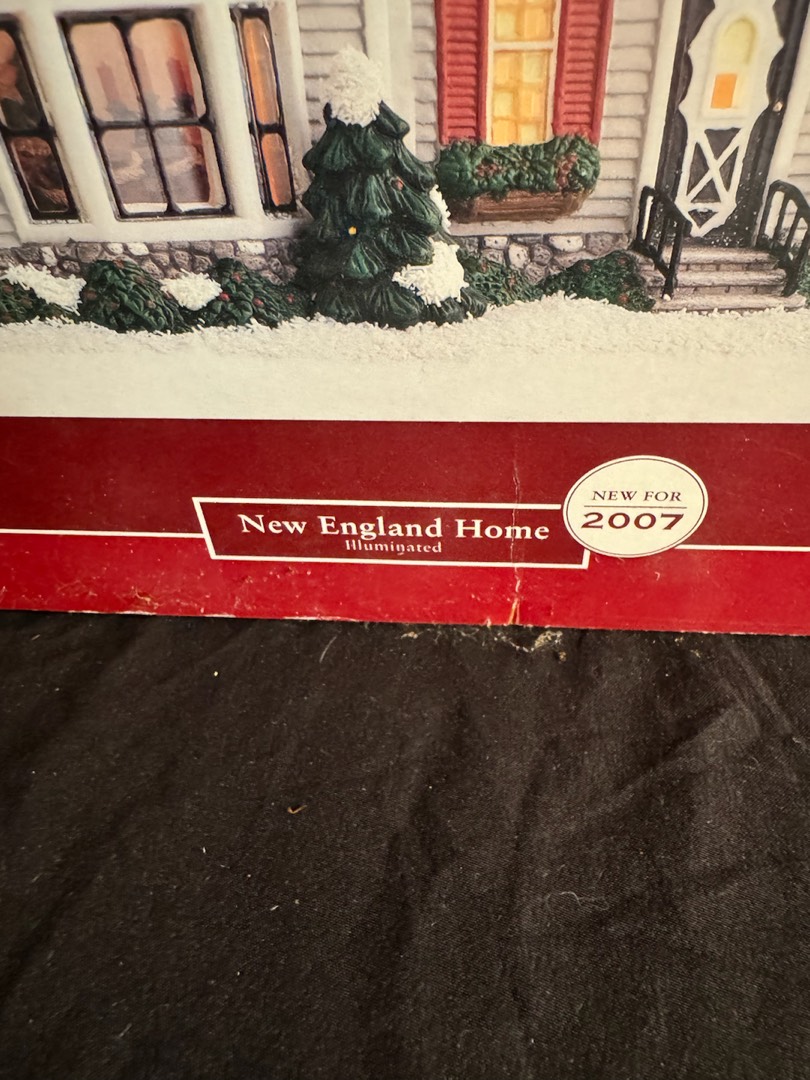 New England Home
Illuminated
NEW FOR
2007